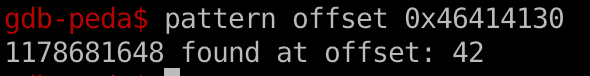 gdb-peda$ pattern offset 0x46414130
1178681648 found at offset: 42